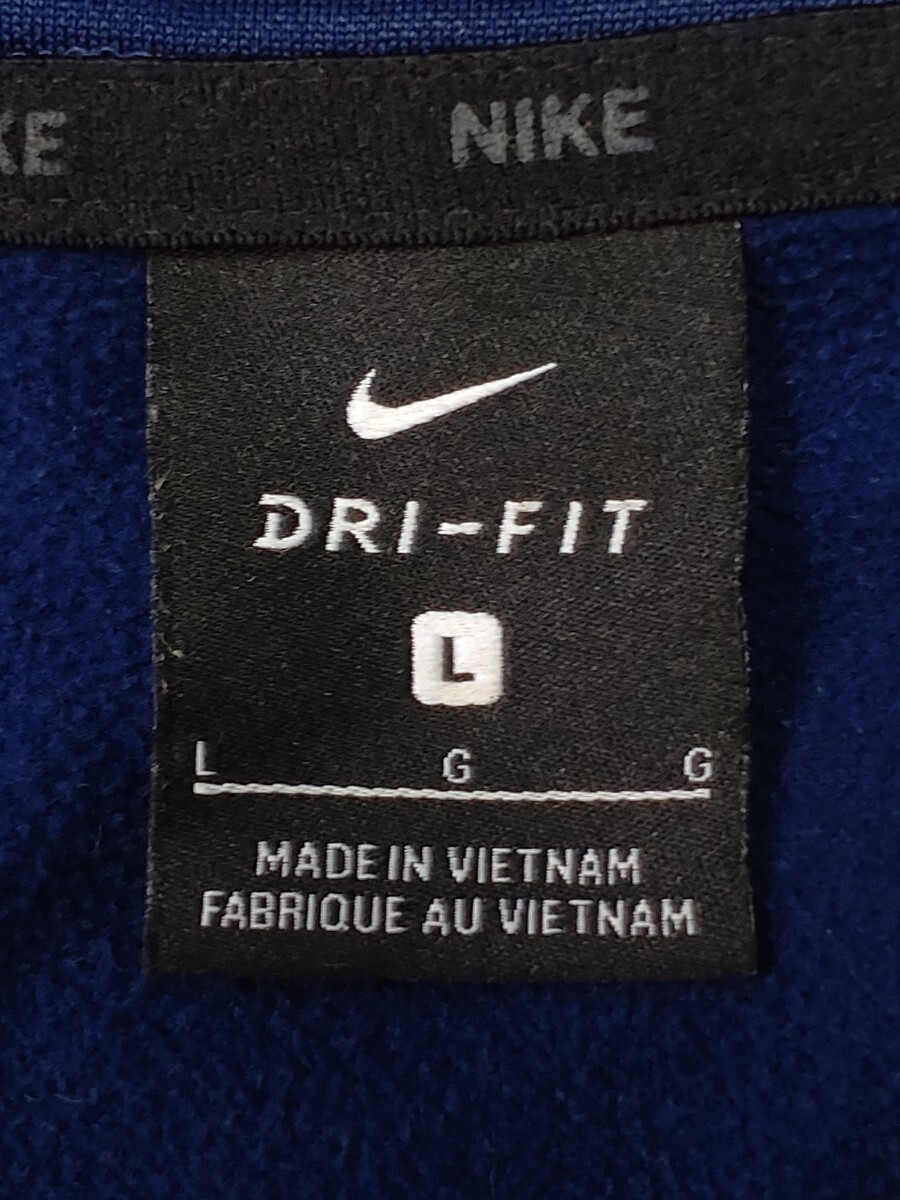 KE NIKE
DRI-FIT
L
L G G
MADE IN VIETNAM
FABRIQUE AU VIETNAM